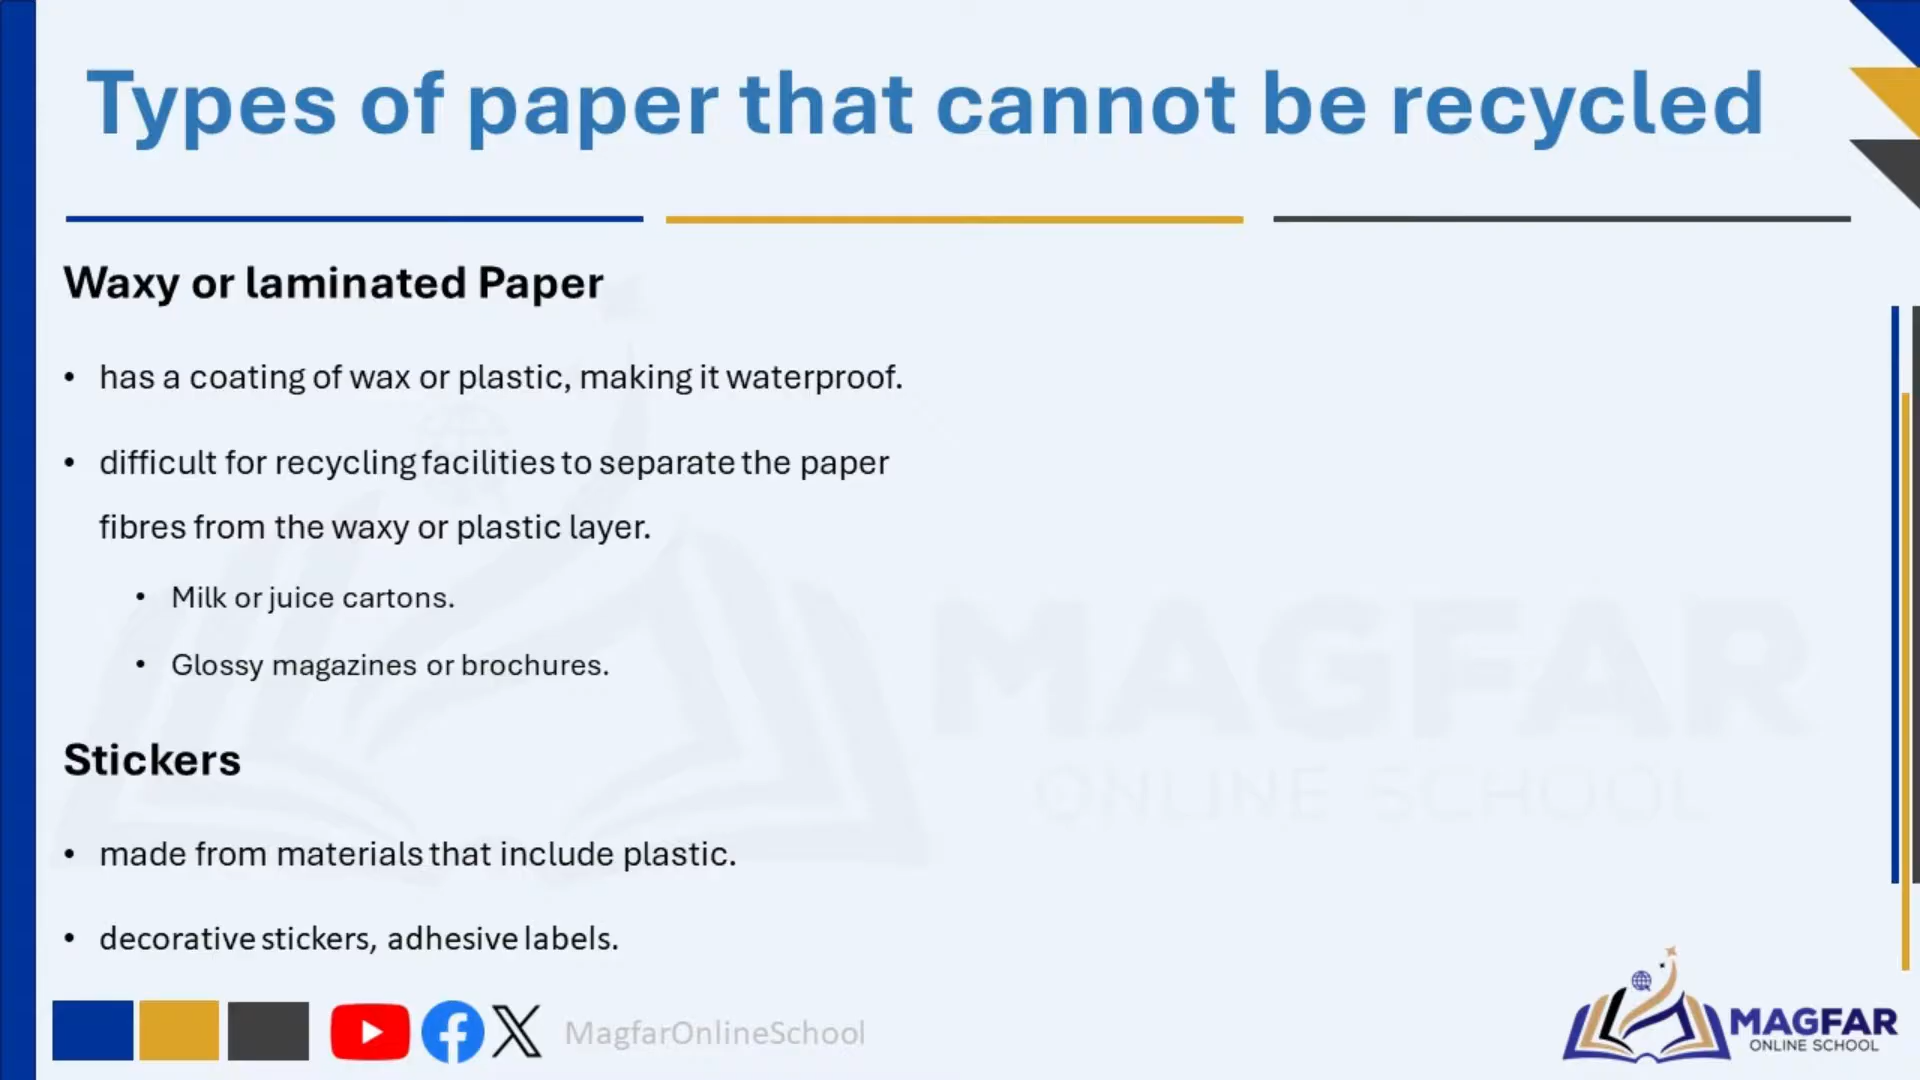 Types of paper that cannot be recycled
Waxy or laminated Paper
• has a coating of wax or plastic, making it waterproof.
• difficult for recycling facilities to separate the paper
fibres from the waxy or plastic layer.
• Milk or juice cartons.
• Glossy magazines or brochures.
MAGFAR
ONLINE SCHOOL
Stickers
• made from materials that include plastic.
• decorative stickers, adhesive labels.
MagfarOnlineSchool
MAGFAR
ONLINE SCHOOL